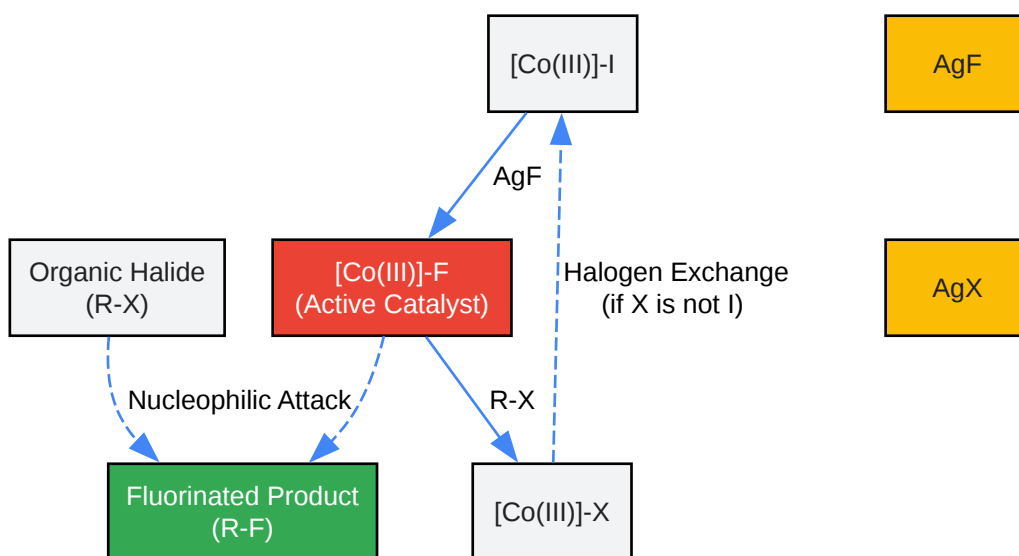 [Co(III)]-I
AgF
AgF
Organic Halide
(R-X)
[Co(III)]-F
(Active Catalyst)
Halogen Exchange
(if X is not I)
AgX
Nucleophilic Attack
R-X
Fluorinated Product
(R-F)
[Co(III)]-X